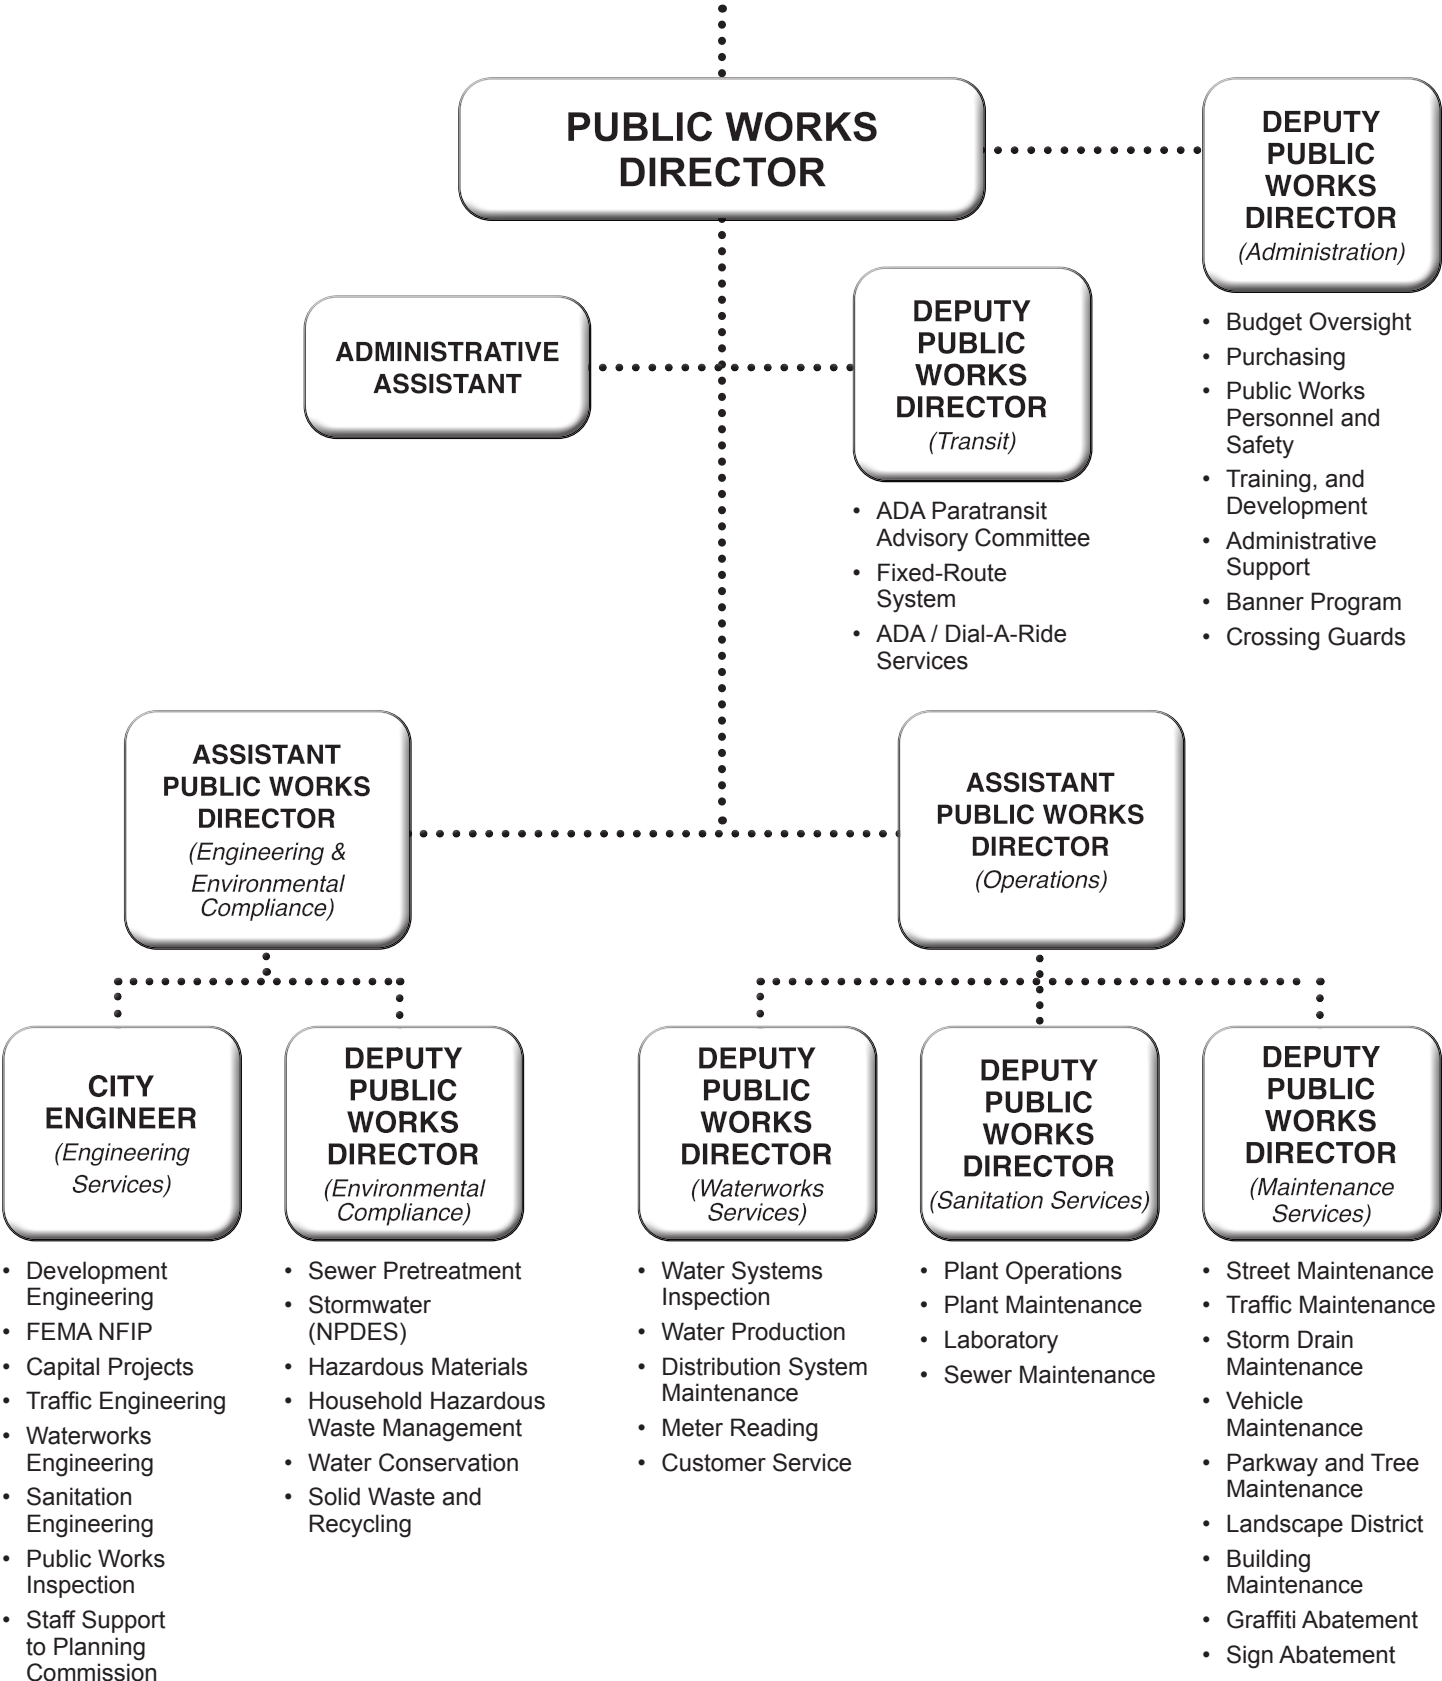 PUBLIC WORKS
DIRECTOR
DEPUTY
PUBLIC
WORKS
DIRECTOR
(Administration)
• Budget Oversight
• Purchasing
• Public Works
Personnel and
Safety
• Training, and
Development
• Administrative
Support
• Banner Program
• Crossing Guards
ADMINISTRATIVE
ASSISTANT
DEPUTY
PUBLIC
WORKS
DIRECTOR
(Transit)
• ADA Paratransit
Advisory Committee
• Fixed-Route
System
• ADA / Dial-A-Ride
Services
ASSISTANT
PUBLIC WORKS
DIRECTOR
(Engineering &
Environmental
Compliance)
ASSISTANT
PUBLIC WORKS
DIRECTOR
(Operations)
CITY
ENGINEER
(Engineering
Services)
• Development
Engineering
• FEMA NFIP
• Capital Projects
• Traffic Engineering
• Waterworks
Engineering
• Sanitation
Engineering
• Public Works
Inspection
• Staff Support
to Planning
Commission
DEPUTY
PUBLIC
WORKS
DIRECTOR
(Environmental
Compliance)
• Sewer Pretreatment
• Stormwater
(NPDES)
• Hazardous Materials
• Household Hazardous
Waste Management
• Water Conservation
• Solid Waste and
Recycling
DEPUTY
PUBLIC
WORKS
DIRECTOR
(Waterworks
Services)
• Water Systems
Inspection
• Water Production
• Distribution System
Maintenance
• Meter Reading
• Customer Service
DEPUTY
PUBLIC
WORKS
DIRECTOR
(Sanitation Services)
• Plant Operations
• Plant Maintenance
• Laboratory
• Sewer Maintenance
DEPUTY
PUBLIC
WORKS
DIRECTOR
(Maintenance
Services)
• Street Maintenance
• Traffic Maintenance
• Storm Drain
Maintenance
• Vehicle
Maintenance
• Parkway and Tree
Maintenance
• Landscape District
• Building
Maintenance
• Graffiti Abatement
• Sign Abatement